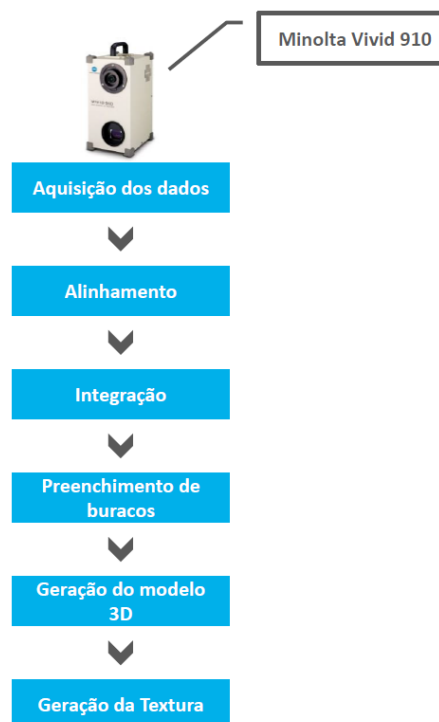 Minolta Vivid 910
Aquisição dos dados
Alinhamento
Integração
Preenchimento de
buracos
Geração do modelo
3D
Geração da Textura